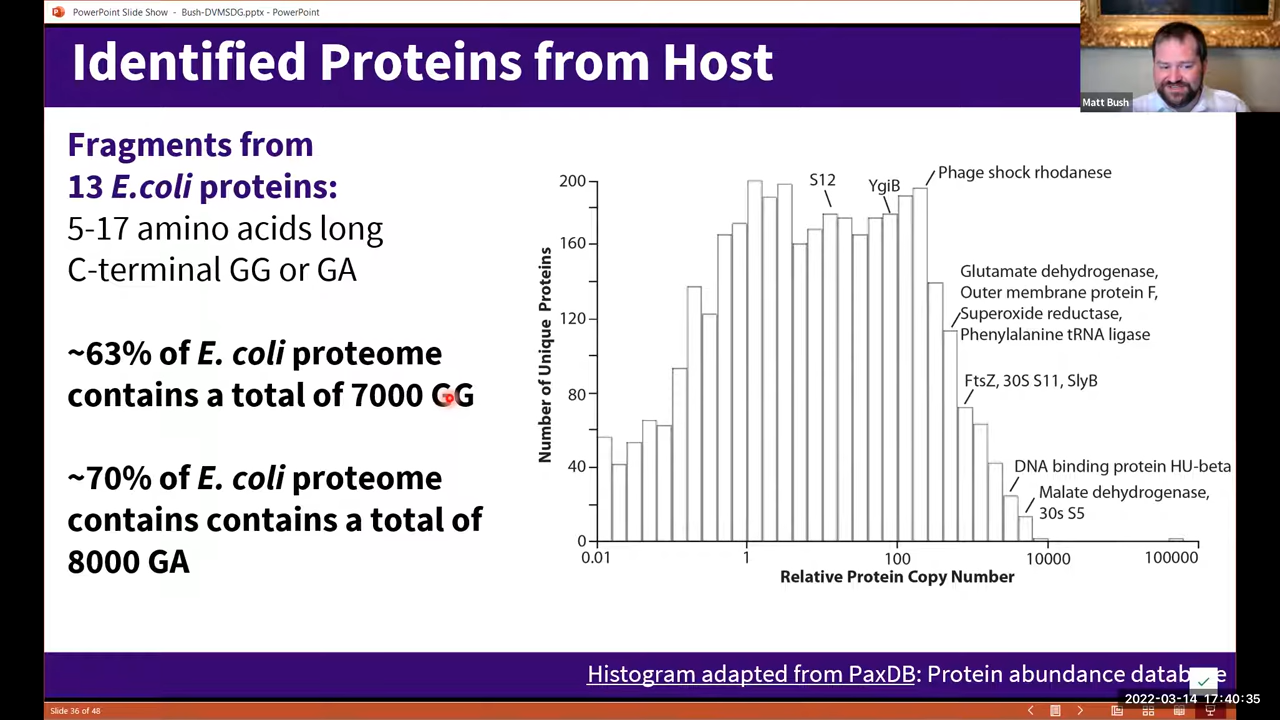 PowerPoint Slide Show - Bush-DVMSDG.pptx - PowerPoint
Identified Proteins from Host
Matt Bush
Fragments from
13 E.coli proteins:
5-17 amino acids long
C-terminal GG or GA
~63% of E. coli proteome
contains a total of 7000 GG
~70% of E. coli proteome
contains contains a total of
8000 GA
Number of Unique Proteins
200
160
120
80
40
0
0.01
1
100
10000
100000
Relative Protein Copy Number
S12
YgiB
Phage shock rhodanese
Glutamate dehydrogenase,
Outer membrane protein F,
Superoxide reductase,
Phenylalanine tRNA ligase
FtsZ, 30S S11, SlyB
DNA binding protein HU-beta
Malate dehydrogenase,
30s S5
Histogram adapted from PaxDB: Protein abundance
2022-03-14 17:40:35
Slide 36 of 48